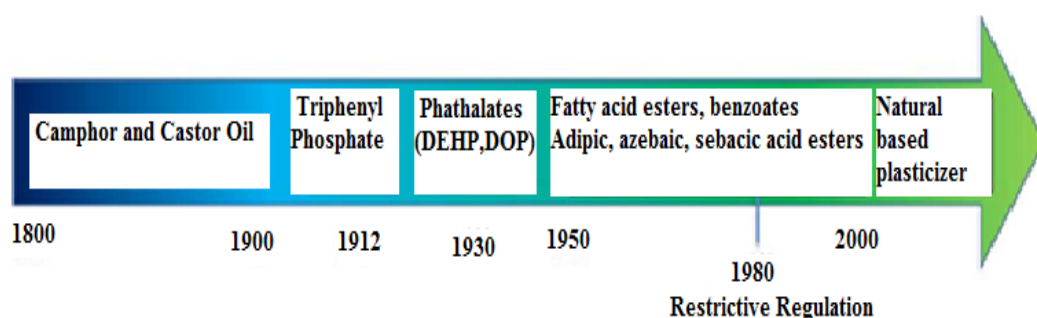 Camphor and Castor Oil
Triphenyl
Phosphate
Phathalates
(DEHP,DOP)
Fatty acid esters, benzoates
Adipic, azebaic, sebacic acid esters
Natural
based
plasticizer
1800
1900
1912
1930
1950
1980
2000
Restrictive Regulation